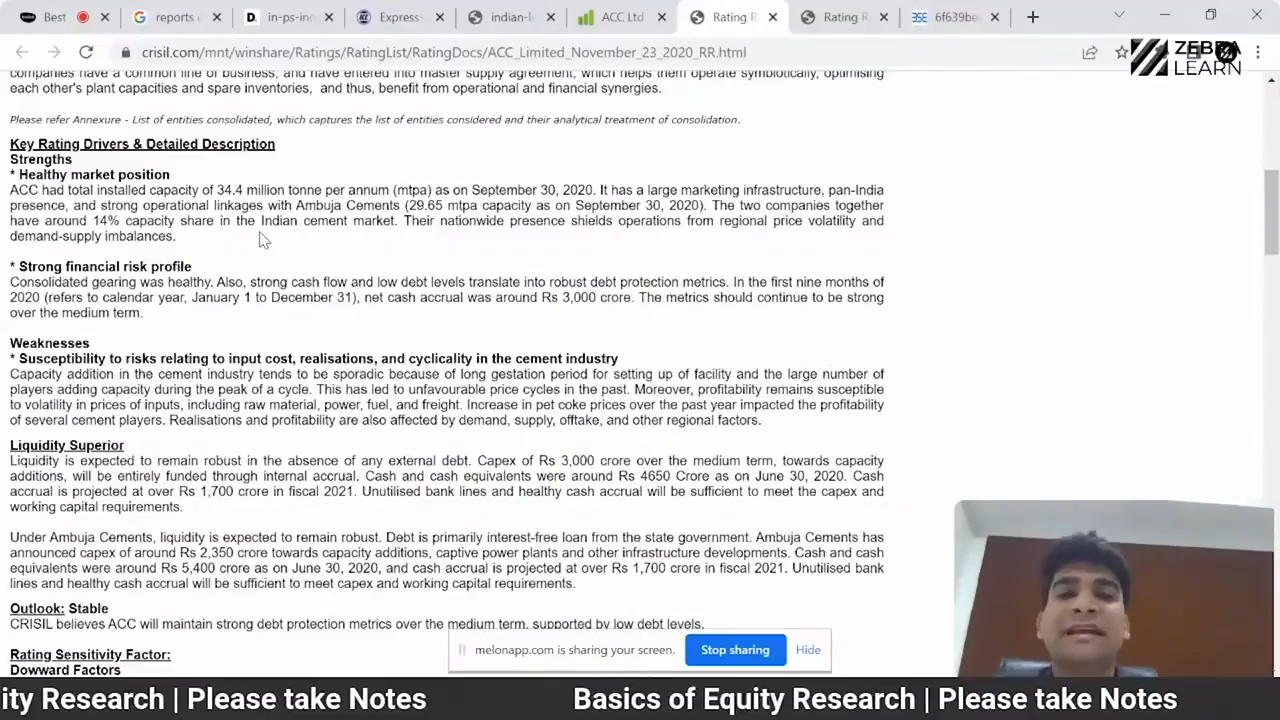 Best
reports
in-ps-in
Express-
indian-I
ACC Ltd
Rating R
Rating R
6f639be
crisil.com/mnt/winshare/Ratings/RatingList/RatingDocs/ACC_Limited_November_23_2020_RR.html
ZEBRA
LEARN
companies have a common line of business, and have entered into master supply agreement, which helps them operate symbiotically, optimising
each other's plant capacities and spare inventories, and thus, benefit from operational and financial synergies.
Please refer Annexure - List of entities consolidated, which captures the list of entities considered and their analytical treatment of consolidation.
Key Rating Drivers & Detailed Description
Strengths
* Healthy market position
ACC had total installed capacity of 34.4 million tonne per annum (mtpa) as on September 30, 2020. It has a large marketing infrastructure, pan-India
presence, and strong operational linkages with Ambuja Cements (29.65 mtpa capacity as on September 30, 2020). The two companies together
have around 14% capacity share in the Indian cement market. Their nationwide presence shields operations from regional price volatility and
demand-supply imbalances.
* Strong financial risk profile
Consolidated gearing was healthy. Also, strong cash flow and low debt levels translate into robust debt protection metrics. In the first nine months of
2020 (refers to calendar year, January 1 to December 31), net cash accrual was around Rs 3,000 crore. The metrics should continue to be strong
over the medium term.
Weaknesses
* Susceptibility to risks relating to input cost, realisations, and cyclicality in the cement industry
Capacity addition in the cement industry tends to be sporadic because of long gestation period for setting up of facility and the large number of
players adding capacity during the peak of a cycle. This has led to unfavourable price cycles in the past. Moreover, profitability remains susceptible
to volatility in prices of inputs, including raw material, power, fuel, and freight. Increase in pet coke prices over the past year impacted the profitability
of several cement players. Realisations and profitability are also affected by demand, supply, offtake, and other regional factors.
Liquidity Superior
Liquidity is expected to remain robust in the absence of any external debt. Capex of Rs 3,000 crore over the medium term, towards capacity
additions, will be entirely funded through internal accrual. Cash and cash equivalents were around Rs 4650 Crore as on June 30, 2020. Cash
accrual is projected at over Rs 1,700 crore in fiscal 2021. Unutilised bank lines and healthy cash accrual will be sufficient to meet the capex and
working capital requirements.
Under Ambuja Cements, liquidity is expected to remain robust. Debt is primarily interest-free loan from the state government. Ambuja Cements has
announced capex of around Rs 2,350 crore towards capacity additions, captive power plants and other infrastructure developments. Cash and cash
equivalents were around Rs 5,400 crore as on June 30, 2020, and cash accrual is projected at over Rs 1,700 crore in fiscal 2021. Unutilised bank
lines and healthy cash accrual will be sufficient to meet capex and working capital requirements.
Outlook: Stable
CRISIL believes ACC will maintain strong debt protection metrics over the medium term, supported by low debt levels.
Rating Sensitivity Factor:
Dowward Factors
melonapp.com is sharing your screen.
Stop sharing
Hide
ity Research | Please take Notes
Basics of Equity Research | Please take Notes